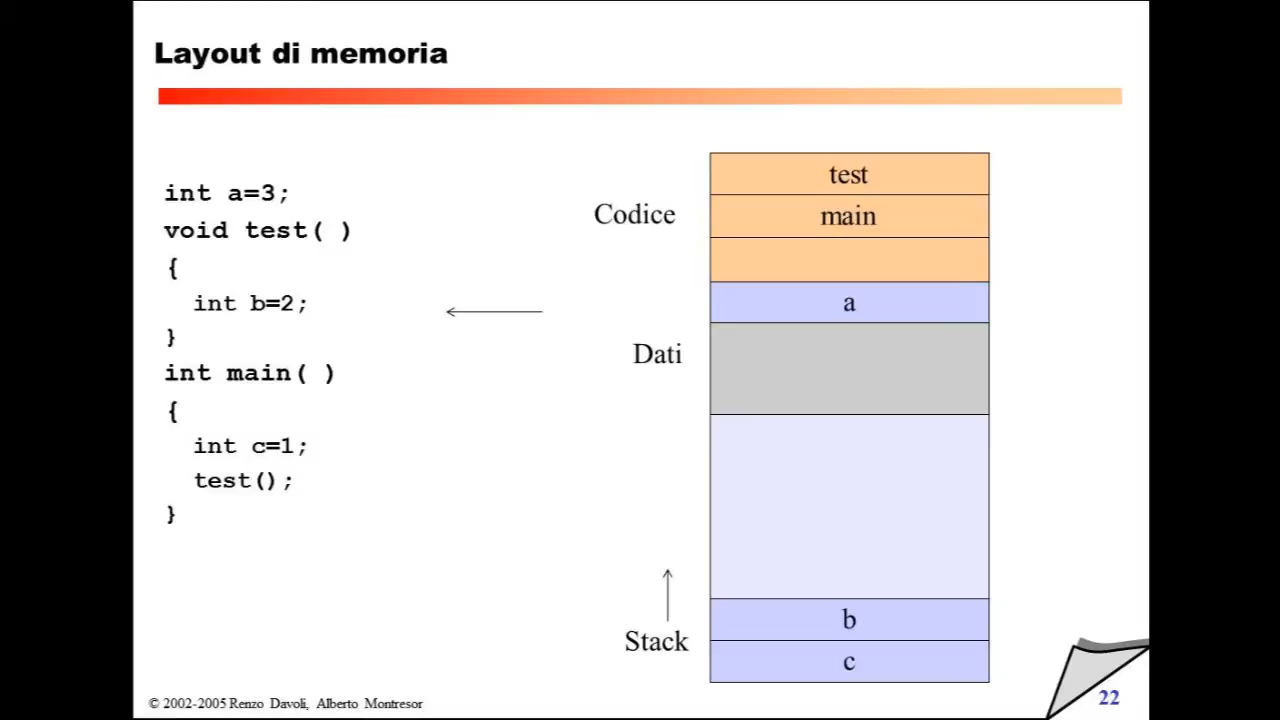 Layout di memoria
int a=3;
void test( )
{
int b=2;
}
int main( )
{
int c=1;
test();
}
Codice
Dati
Stack
test
main
a
b
c
© 2002-2005 Renzo Davoli, Alberto Montresor
22